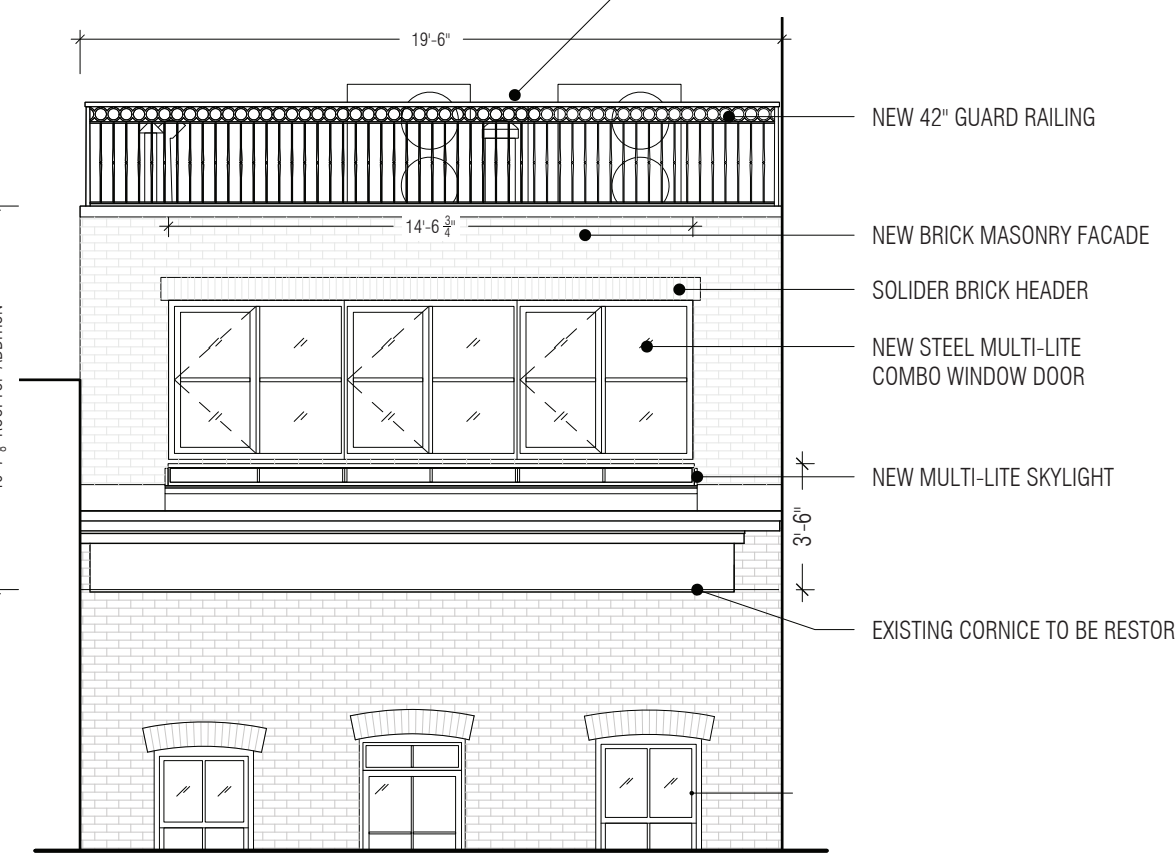 19'-6"
NEW 42" GUARD RAILING
14'-6 3/4"
NEW BRICK MASONRY FACADE
SOLIDER BRICK HEADER
NEW STEEL MULTI-LITE
COMBO WINDOW DOOR
NEW MULTI-LITE SKYLIGHT
3'-6"
EXISTING CORNICE TO BE RESTOR